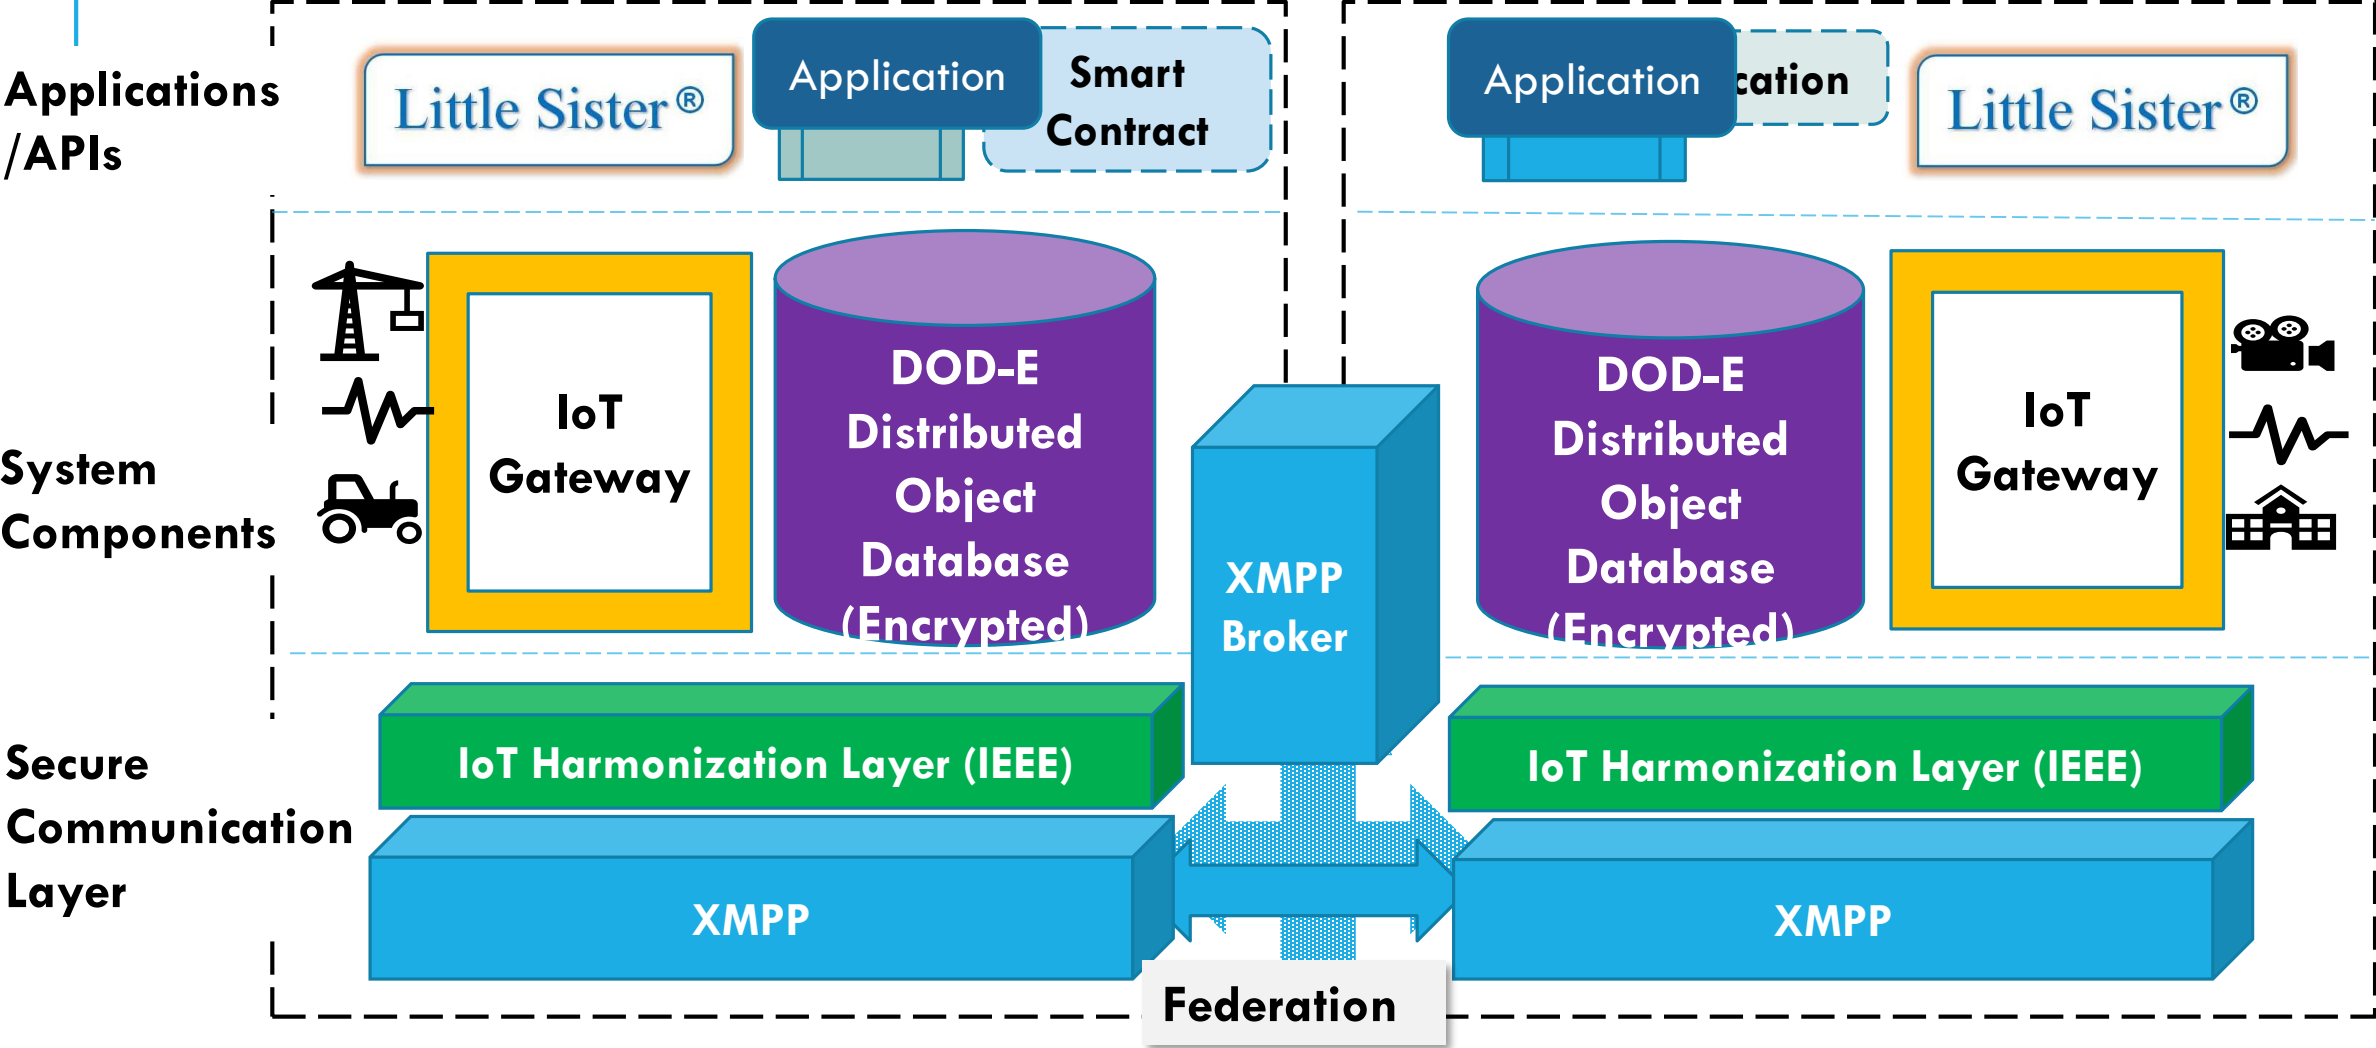 Applications
/APIs
Little Sister®
Application
Smart
Contract
Application
cation
Little Sister®
System
Components
IoT
Gateway
DOD-E
Distributed
Object
Database
(Encrypted)
XMPP
Broker
DOD-E
Distributed
Object
Database
(Encrypted)
IoT
Gateway
Secure
Communication
Layer
IoT Harmonization Layer (IEEE)
XMPP
IoT Harmonization Layer (IEEE)
XMPP
Federation